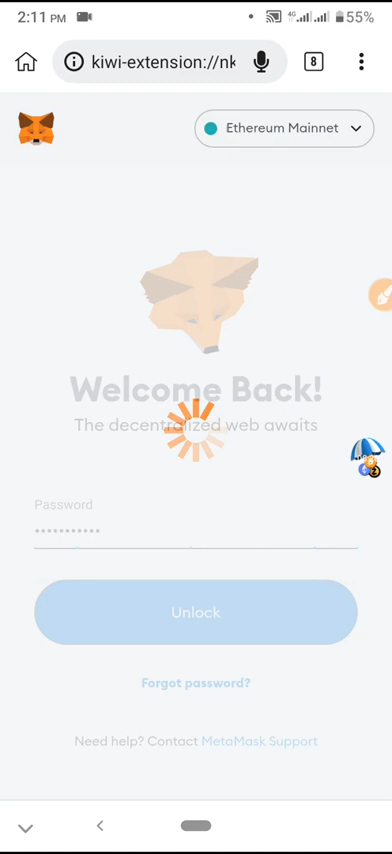 2:11 PM 4G 55%
kiwi-extension://nk 8
Ethereum Mainnet
Welcome Back!
The decentralized web awaits
Password
•••••••••••
Unlock
Forgot password?
Need help? Contact MetaMask Support